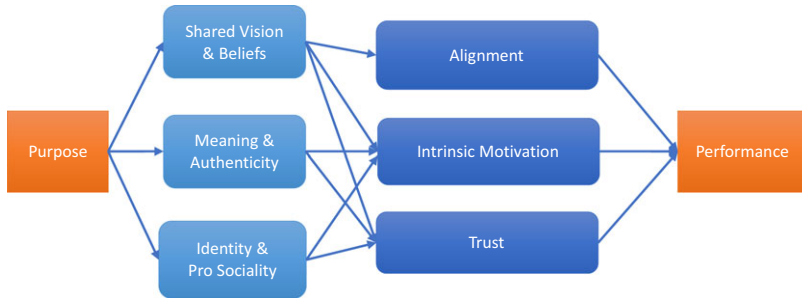 Shared Vision
& Beliefs
Alignment
Purpose
Meaning &
Authenticity
Intrinsic Motivation
Performance
Identity &
Pro Sociality
Trust